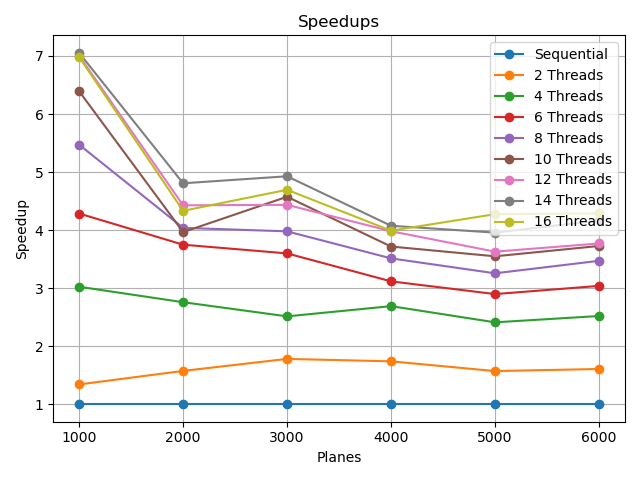 Speedups
7
6
5
4
3
2
1
Speedup
Sequential
2 Threads
4 Threads
6 Threads
8 Threads
10 Threads
12 Threads
14 Threads
16 Threads
1000 2000 3000 4000 5000 6000
Planes